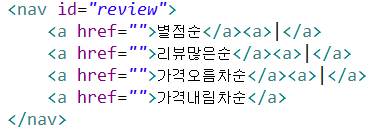 <nav id="review">
<a href="">별점순</a><a>|</a>
<a href="">리뷰많은순</a><a>|</a>
<a href="">가격오름차순</a><a>|</a>
<a href="">가격내림차순</a>
</nav>